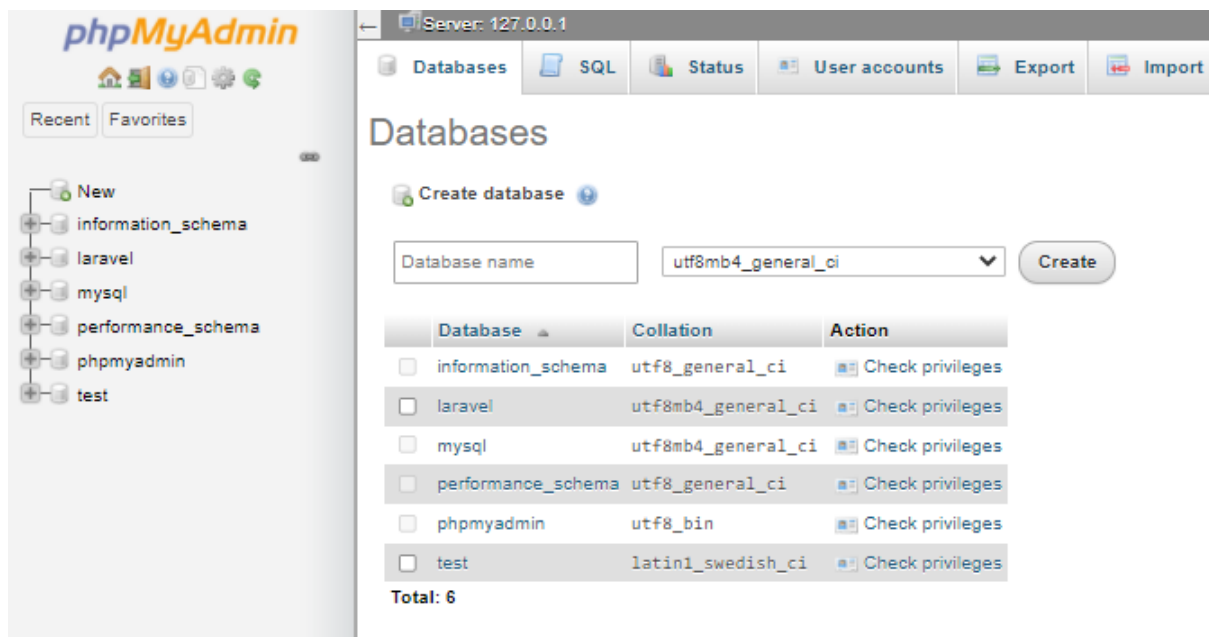 phpMyAdmin
Recent Favorites
New
information_schema
laravel
mysql
performance_schema
phpmyadmin
test
Server: 127.0.0.1
Databases SQL Status User accounts Export Import
Databases
Create database
Database name utf8mb4_general_ci Create
Database Collation Action
information_schema utf8_general_ci Check privileges
laravel utf8mb4_general_ci Check privileges
mysql utf8mb4_general_ci Check privileges
performance_schema utf8_general_ci Check privileges
phpmyadmin utf8_bin Check privileges
test latin1_swedish_ci Check privileges
Total: 6